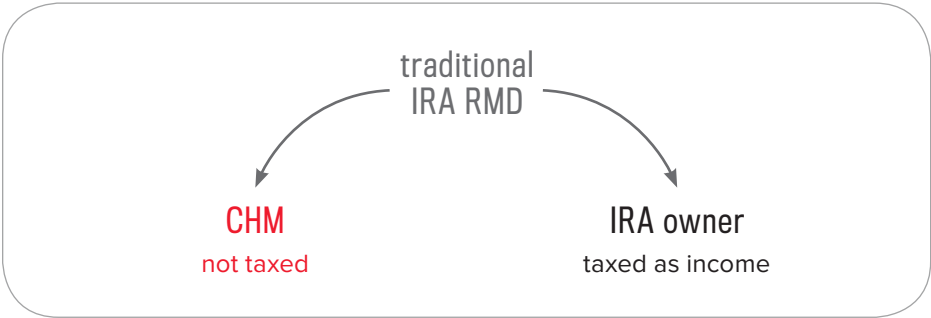 traditional
IRA RMD
CHM
not taxed
IRA owner
taxed as income